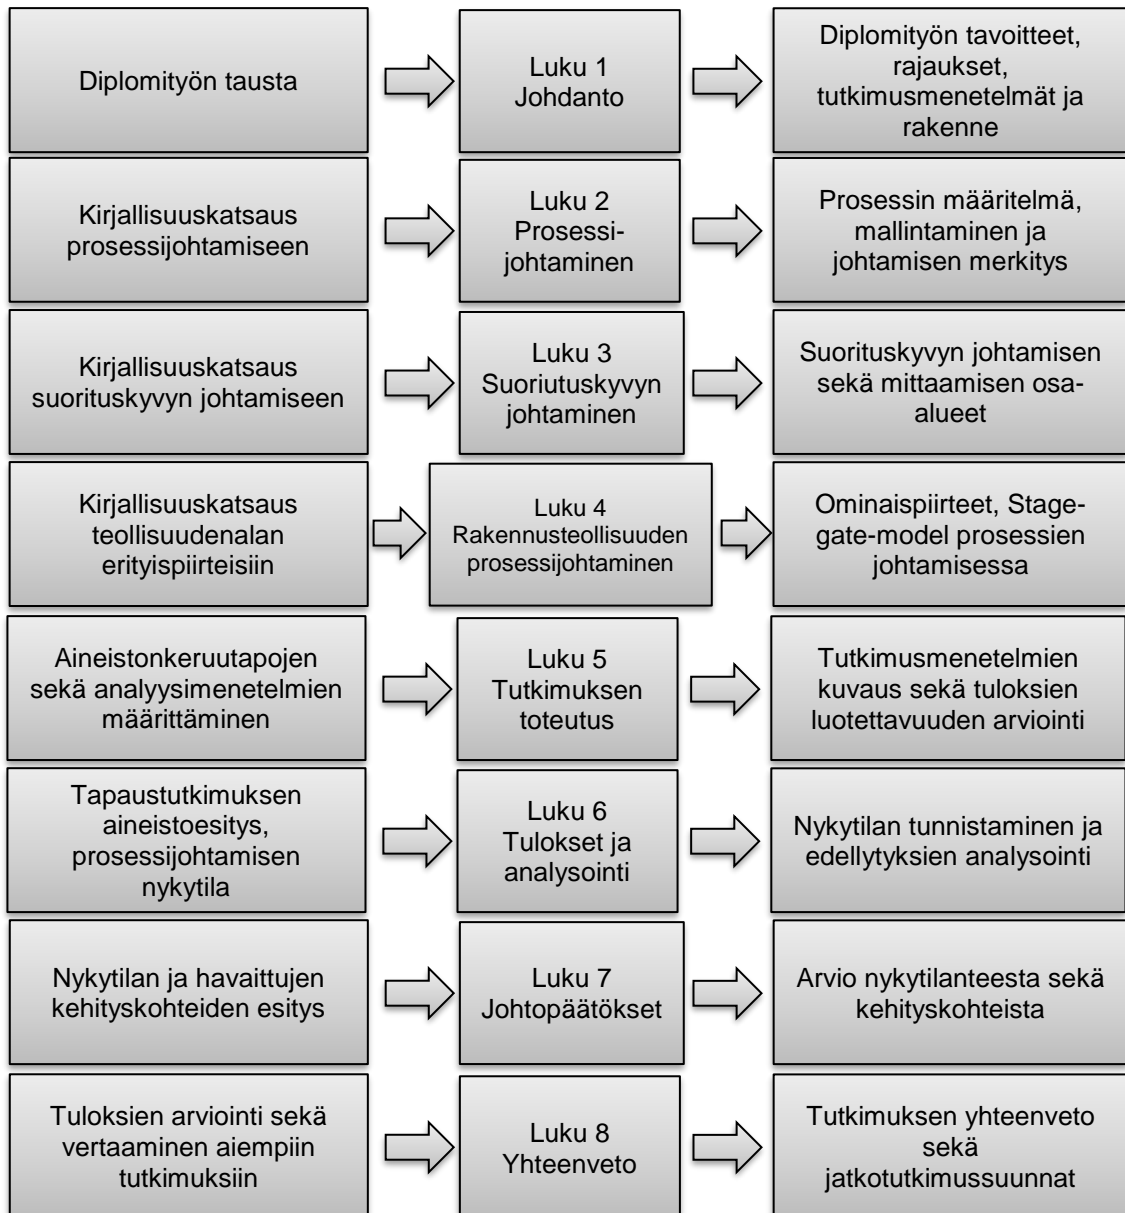 Diplomityön tausta
Luku 1
Johdanto
Diplomityön tavoitteet,
rajaukset,
tutkimusmenetelmät ja
rakenne
Kirjallisuuskatsaus
prosessijohtamiseen
Luku 2
Prosessi-
johtaminen
Prosessin määritelmä,
mallintaminen ja
johtamisen merkitys
Kirjallisuuskatsaus
suorituskyvyn johtamiseen
Luku 3
Suoriutuskyvyn
johtaminen
Suorituskyvyn johtamisen
sekä mittaamisen osa-
alueet
Kirjallisuuskatsaus
teollisuudenalan
erityispiirteisiin
Luku 4
Rakennusteollisuuden
prosessijohtaminen
Ominaispiirteet, Stage-
gate-model prosessien
johtamisessa
Aineistonkeruutapojen
sekä analyysimenetelmien
määrittäminen
Luku 5
Tutkimuksen
toteutus
Tutkimusmenetelmien
kuvaus sekä tuloksien
luotettavuuden arviointi
Tapaustutkimuksen
aineistoesitys,
prosessijohtamisen
nykytila
Luku 6
Tulokset ja
analysointi
Nykytilan tunnistaminen ja
edellytyksien analysointi
Nykytilan ja havaittujen
kehityskohteiden esitys
Luku 7
Johtopäätökset
Arvio nykytilanteesta sekä
kehityskohteista
Tuloksien arviointi sekä
vertaaminen aiempiin
tutkimuksiin
Luku 8
Yhteenveto
Tutkimuksen yhteenveto
sekä
jatkotutkimussuunnat